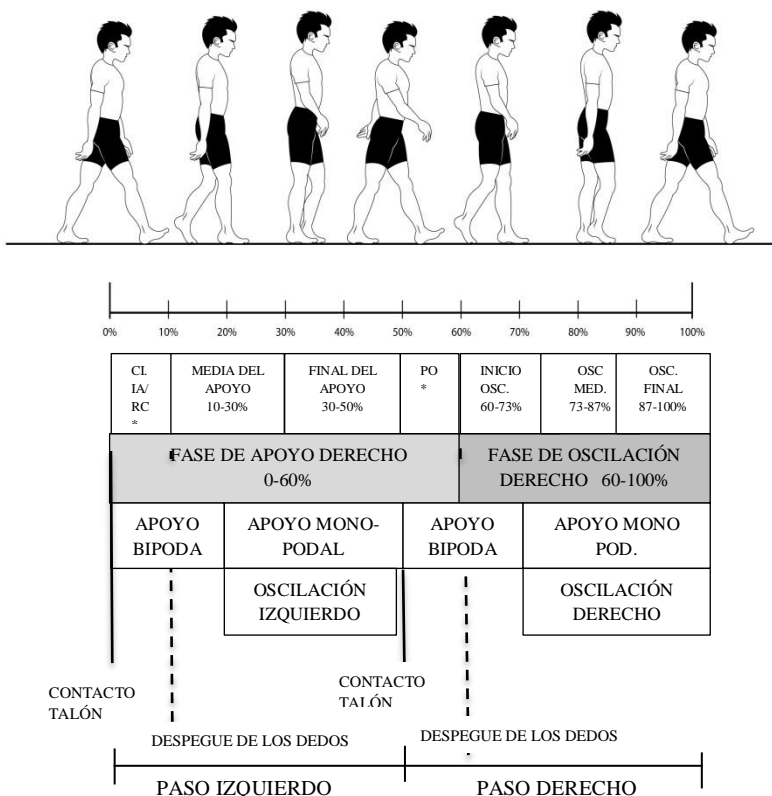 0% 10% 20% 30% 40% 50% 60% 70% 80% 90% 100%
CI.
IA/
RC
*
MEDIA DEL
APOYO
10-30%
FINAL DEL
APOYO
30-50%
PO
*
INICIO
OSC.
60-73%
OSC
MED.
73-87%
OSC.
FINAL
87-100%
FASE DE APOYO DERECHO
0-60%
FASE DE OSCILACIÓN
DERECHO 60-100%
APOYO
BIPODA
APOYO MONO-
PODAL
APOYO
BIPODA
APOYO MONO
POD.
OSCILACIÓN
IZQUIERDO
OSCILACIÓN
DERECHO
CONTACTO
TALÓN
CONTACTO
TALÓN
DESPEGUE DE LOS DEDOS
DESPEGUE DE LOS DEDOS
PASO IZQUIERDO
PASO DERECHO